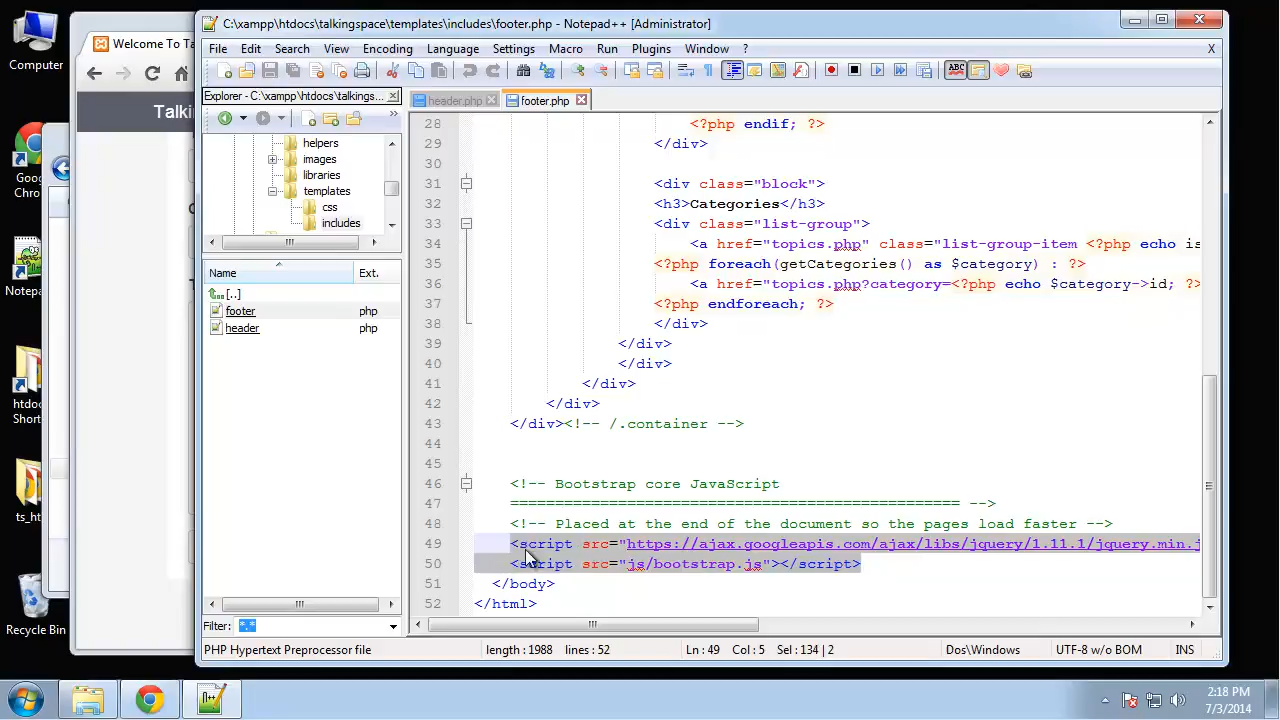 C:\xampp\htdocs\talkingspace\templates\includes\footer.php - Notepad++ [Administrator]
File Edit Search View Encoding Language Settings Macro Run Plugins Window ? X
Explorer - C:\xampp\htdocs\talkings...
header.php
footer.php
helpers
images
libraries
templates
css
includes
Name Ext.
[..]
footer php
header php
Filter: *.*
28 <?php endif; ?>
29 </div>
30
31 <div class="block">
32 <h3>Categories</h3>
33 <div class="list-group">
34 <a href="topics.php" class="list-group-item <?php echo is
35 <?php foreach(getCategories() as $category) : ?>
36 <a href="topics.php?category=<?php echo $category->id; ?>
37 <?php endforeach; ?>
38 </div>
39 </div>
40 </div>
41 </div>
42 </div>
43 </div><!-- /.container -->
44
45
46 <!-- Bootstrap core JavaScript
47 ================================================== -->
48 <!-- Placed at the end of the document so the pages load faster -->
49 <script src="https://ajax.googleapis.com/ajax/libs/jquery/1.11.1/jquery.min.j
50 <script src="js/bootstrap.js"></script>
51 </body>
52 </html>
PHP Hypertext Preprocessor file length : 1988 lines : 52 Ln : 49 Col : 5 Sel : 134 | 2 Dos\Windows UTF-8 w/o BOM INS
Computer
Welcome To Ta
Talkin
Goo
Chro
Notepa
htdoc
Short
ts_ht
Recycle Bin
2:18 PM
7/3/2014